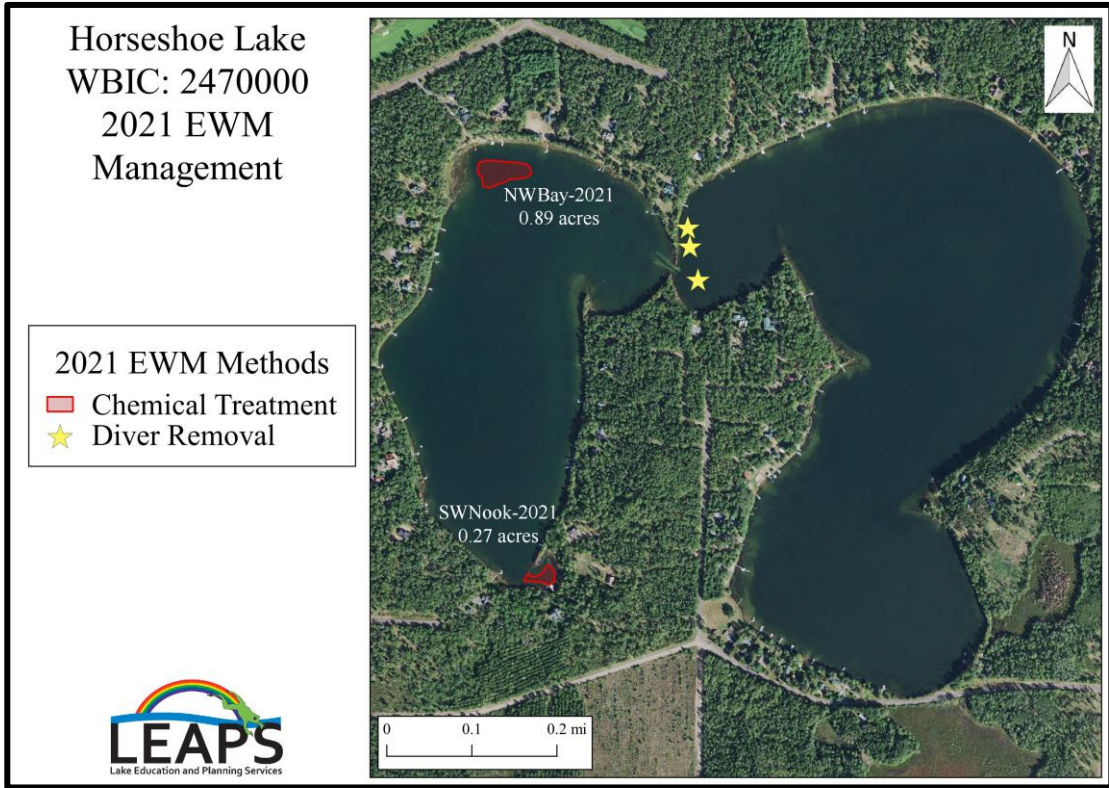 Horseshoe Lake
WBIC: 2470000
2021 EWM
Management
2021 EWM Methods
Chemical Treatment
Diver Removal
N
NWBay-2021
0.89 acres
SWNook-2021
0.27 acres
0 0.1 0.2 mi
LEAPS
Lake Education and Planning Services